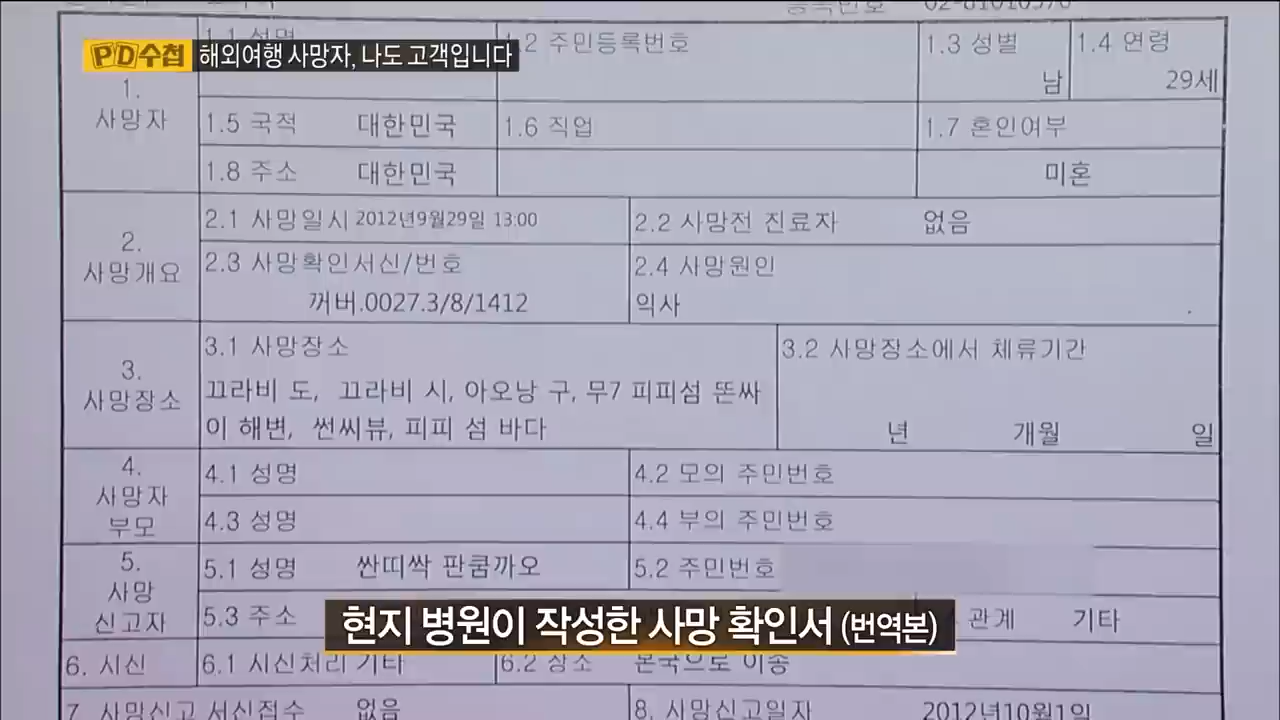 등록번호 02-81010570
PD수첩 해외여행 사망자, 나도 고객입니다
1. 사망자
1.1 성명
1.2 주민등록번호
1.3 성별 남
1.4 연령 29세
1.5 국적 대한민국
1.6 직업
1.7 혼인여부 미혼
1.8 주소 대한민국
2. 사망개요
2.1 사망일시 2012년9월29일 13:00
2.2 사망전 진료자 없음
2.3 사망확인서신/번호
꺼버.0027.3/8/1412
2.4 사망원인
의사 .
3. 사망장소
3.1 사망장소
끄라비 도, 끄라비 시, 아오낭 구, 무7 피피섬 똔싸
이 해변, 썬씨뷰, 피피 섬 바다
3.2 사망장소에서 체류기간
년 개월 일
4. 사망자 부모
4.1 성명
4.2 모의 주민번호
4.3 성명
4.4 부의 주민번호
5. 사망 신고자
5.1 성명 싼띠싹 판쿰까오
5.2 주민번호
5.3 주소
관계 기타
현지 병원이 작성한 사망 확인서 (번역본)
6. 시신
6.1 시신처리 기타
6.2 장소 본국으로 이송
7. 사망신고 서신접수 없음
8. 사망신고일자 2012년10월1일